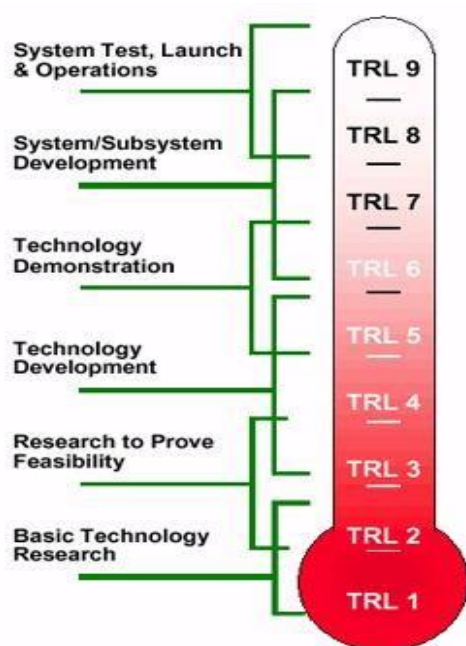 System Test, Launch
& Operations
System/Subsystem
Development
Technology
Demonstration
Technology
Development
Research to Prove
Feasibility
Basic Technology
Research
TRL 9
TRL 8
TRL 7
TRL 6
TRL 5
TRL 4
TRL 3
TRL 2
TRL 1